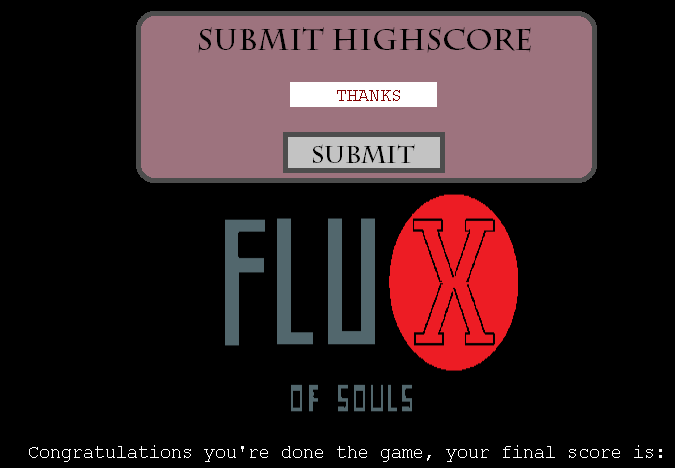 SUBMIT HIGHSCORE
THANKS
SUBMIT
FLUX
OF SOULS
Congratulations you're done the game, your final score is: